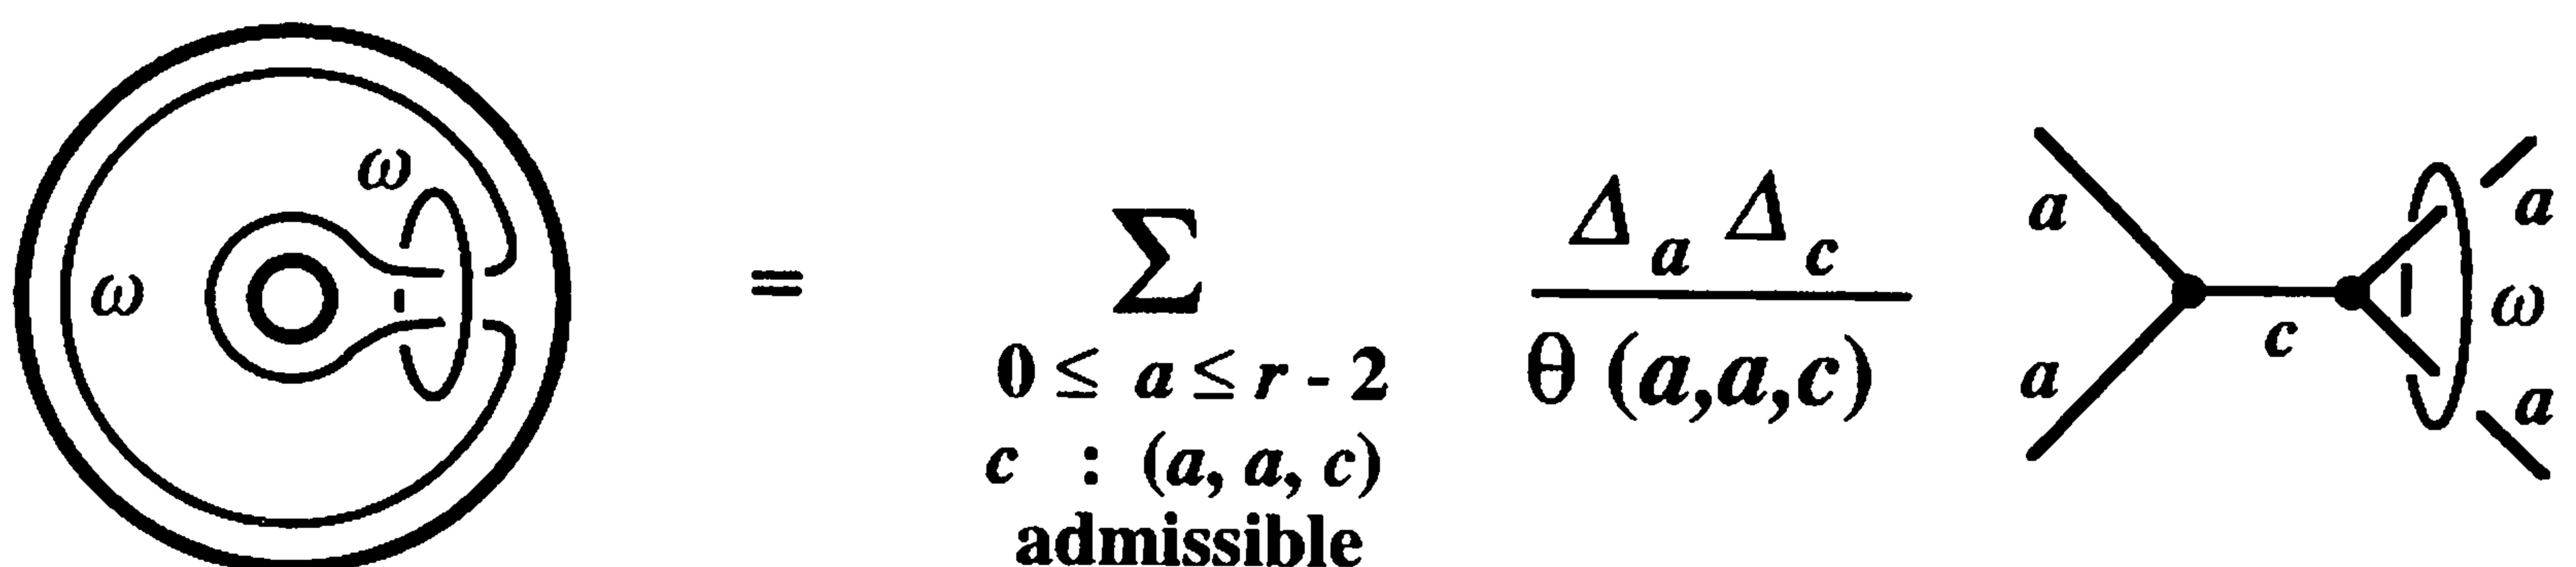 ω
ω
=
Σ
0 ≤ a ≤ r - 2
c : (a, a, c)
admissible
Δ_a Δ_c
θ (a,a,c)
a
a
c
a
ω
a